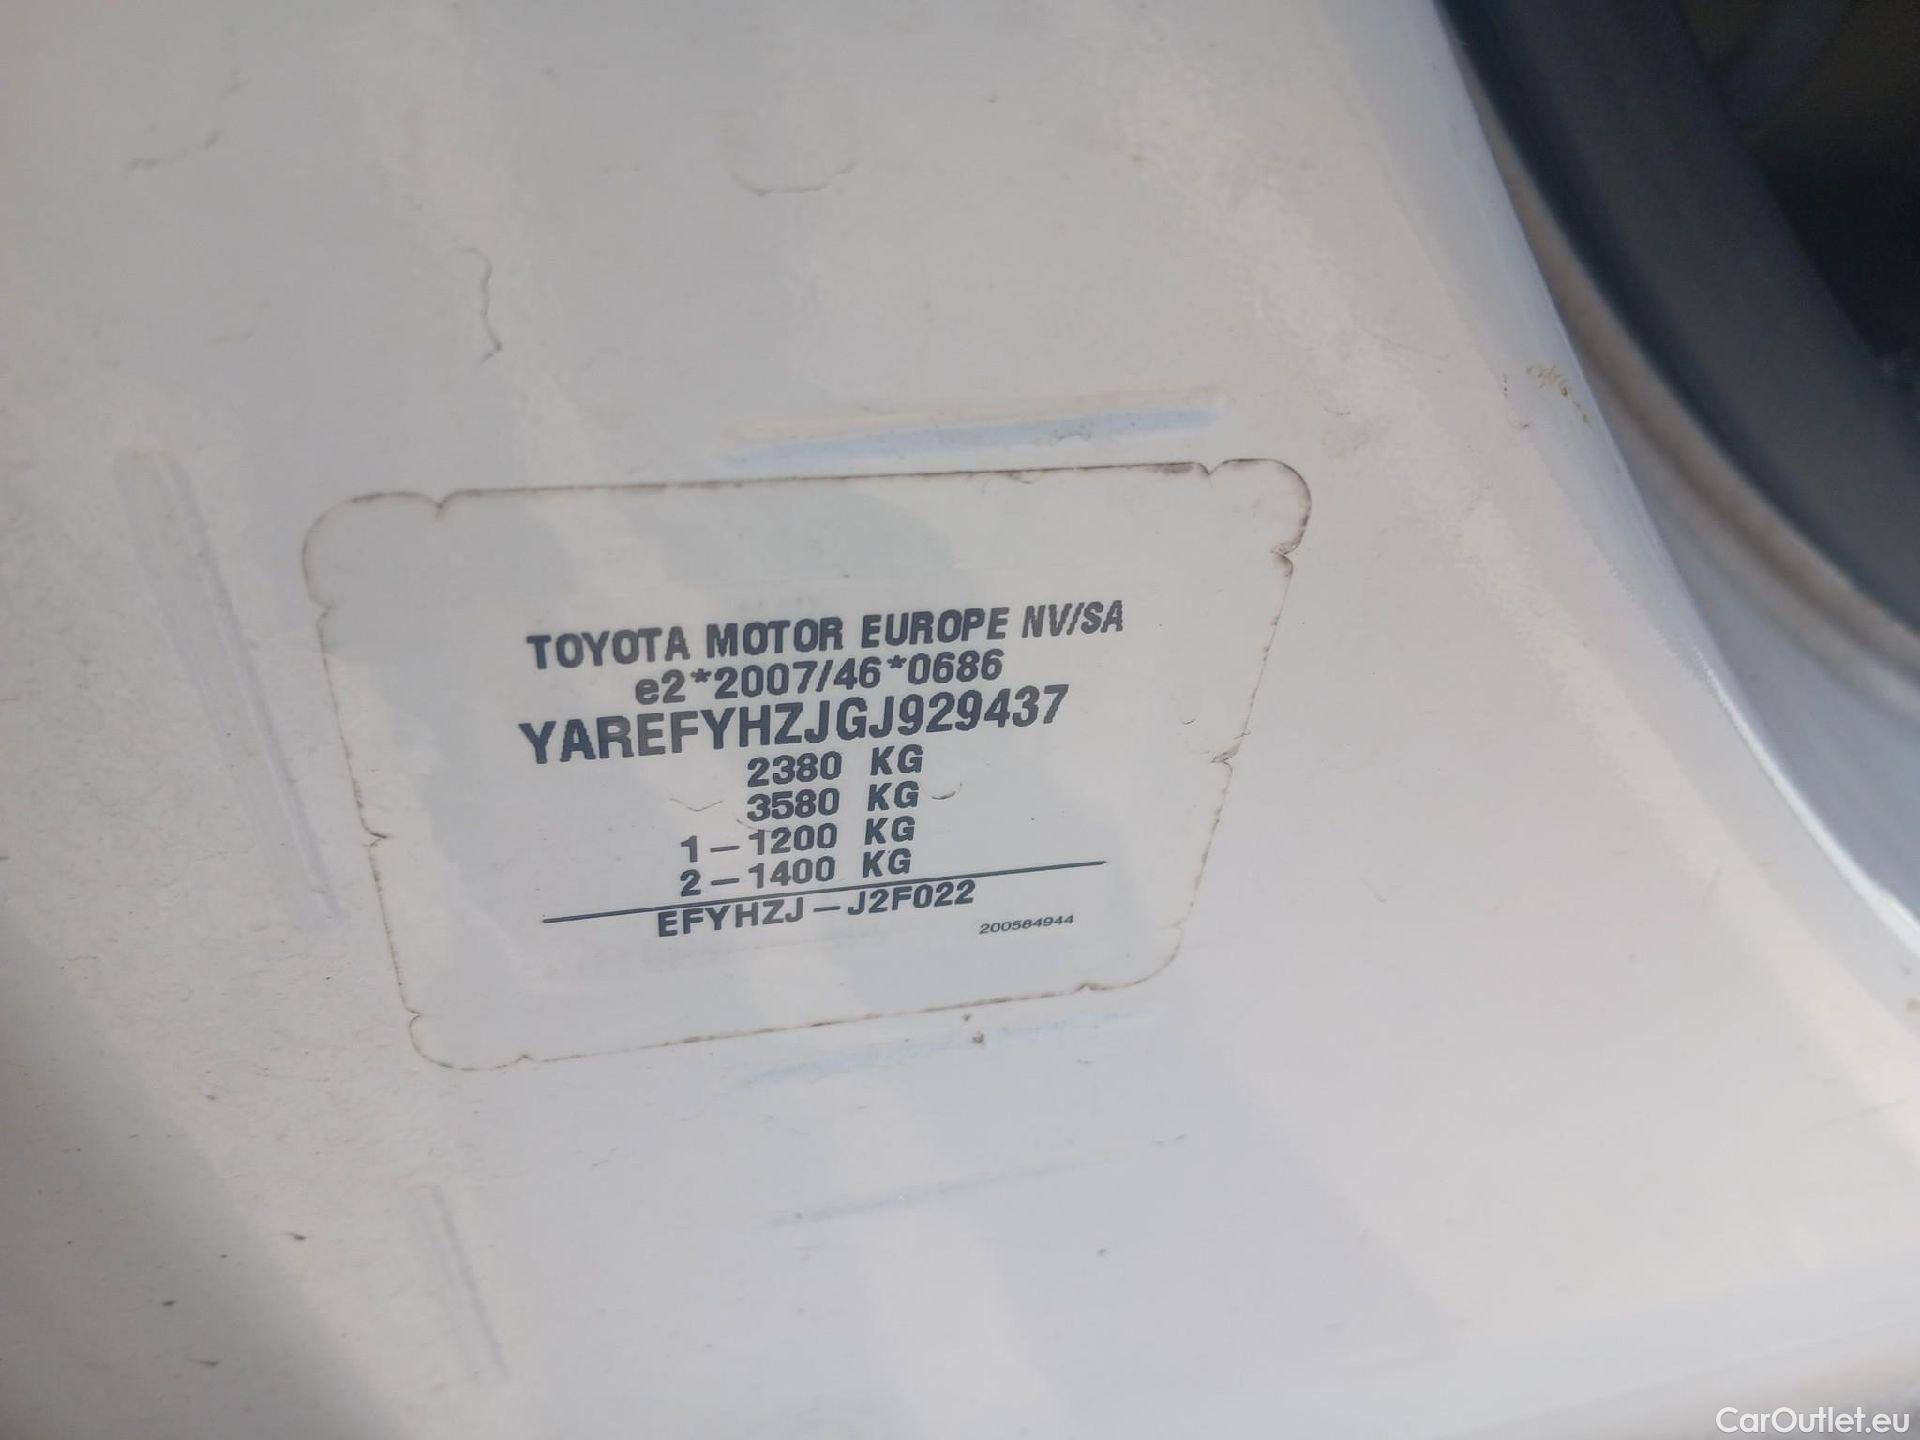 TOYOTA MOTOR EUROPE NV/SA
e2*2007/46*0686
YAREFYHZJGJ929437
2380 KG
3580 KG
1-1200 KG
2-1400 KG
EFYHZJ-J2F022
200584944
CarOutlet.eu